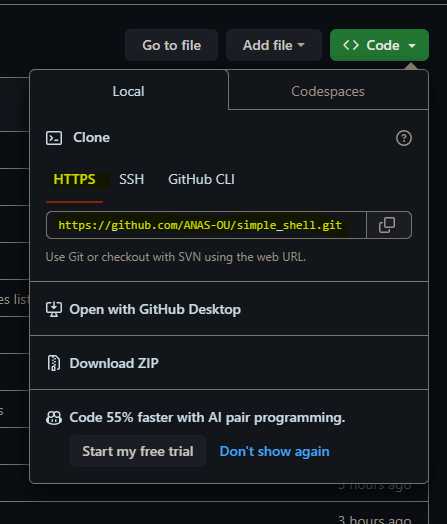 Go to file
Add file
<> Code
Local
Codespaces
Clone
HTTPS
SSH
GitHub CLI
https://github.com/ANAS-OU/simple_shell.git
Use Git or checkout with SVN using the web URL.
es list
Open with GitHub Desktop
Download ZIP
s
Code 55% faster with AI pair programming.
Start my free trial
Don't show again
3 hours ago
3 hours ago